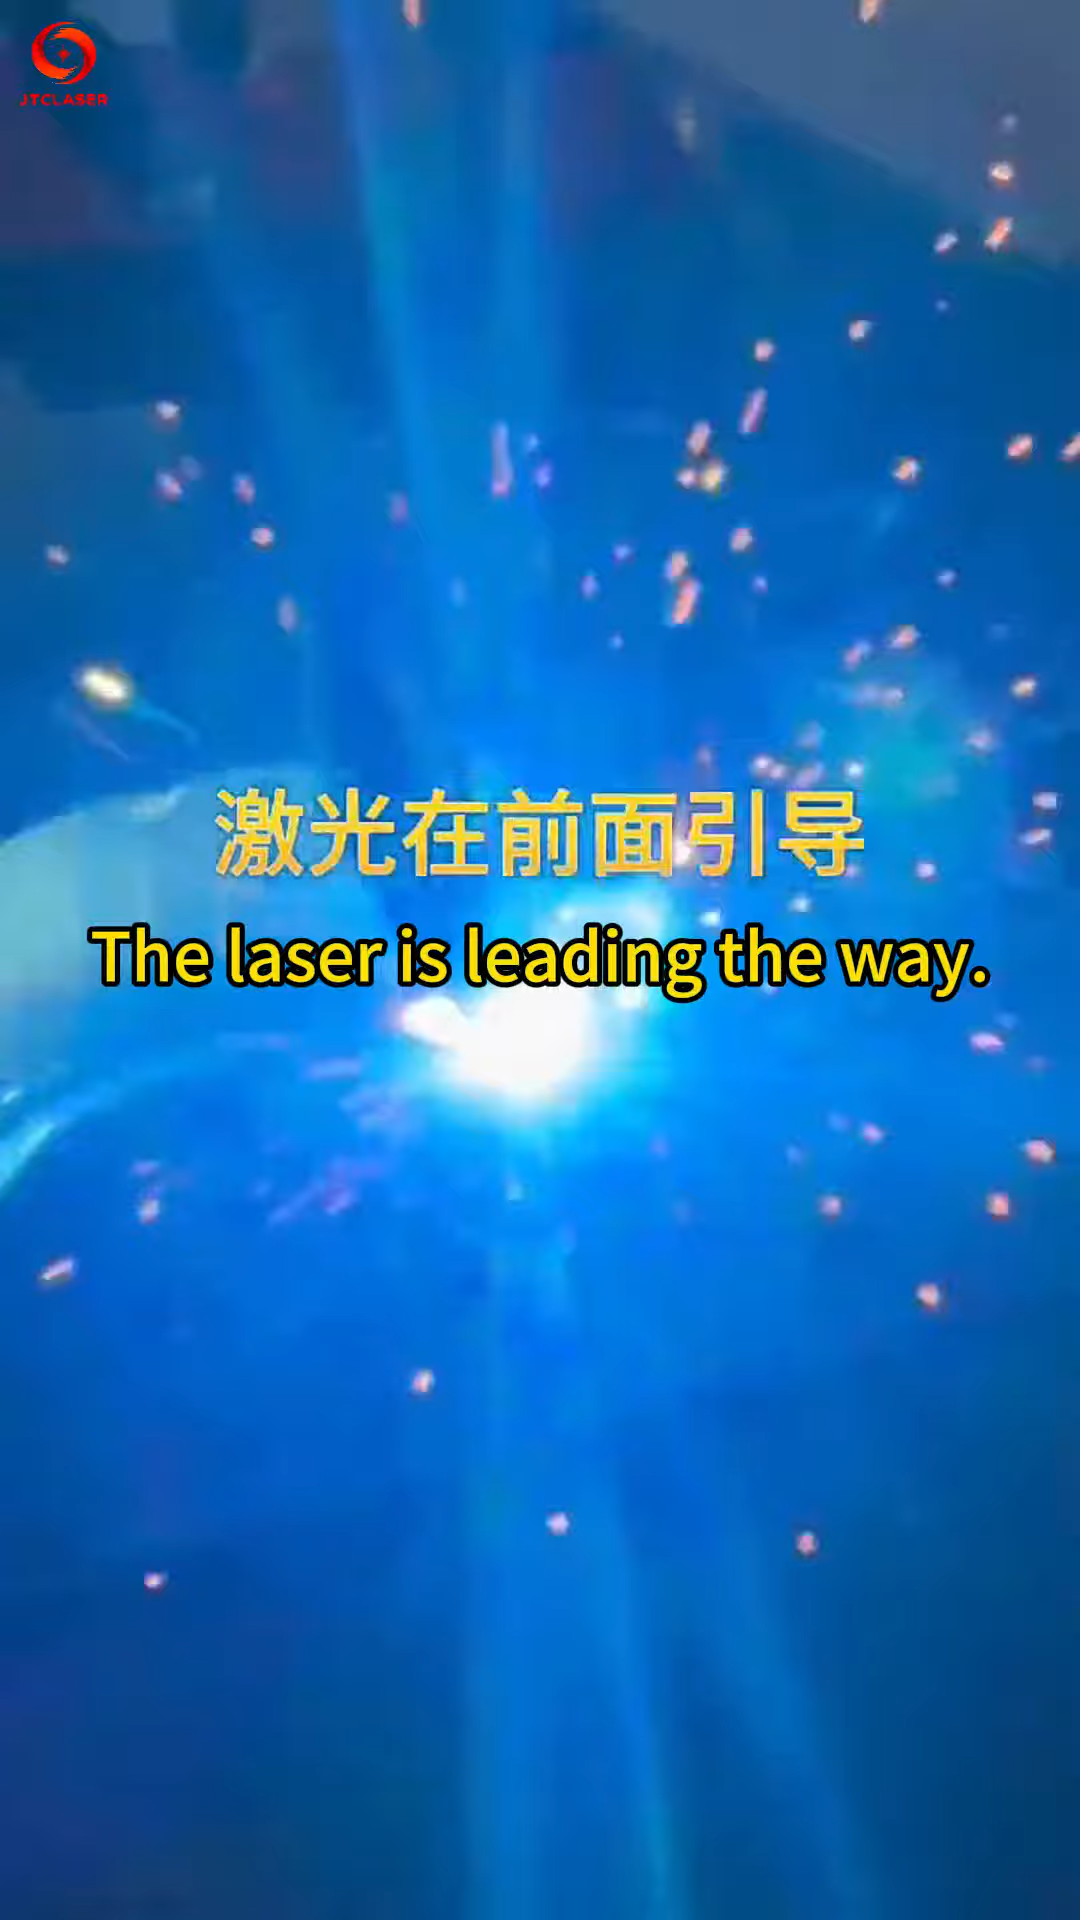 JTCLASER
激光在前面引导
The laser is leading the way.